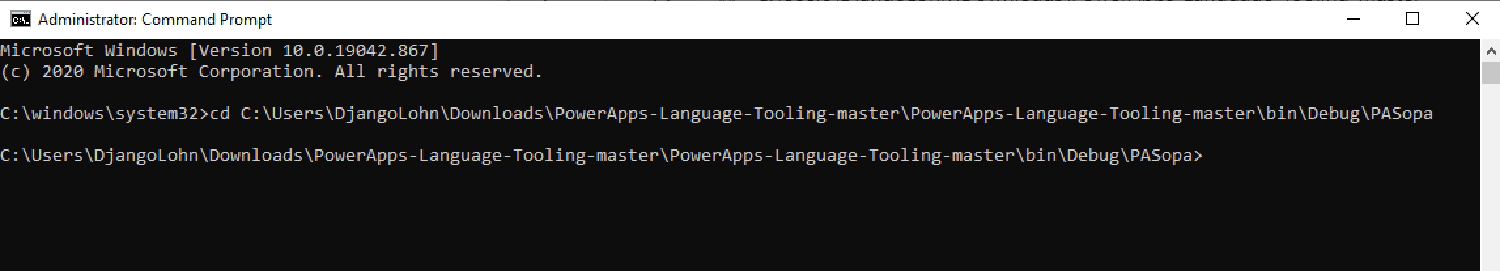 Administrator: Command Prompt
Microsoft Windows [Version 10.0.19042.867]
(c) 2020 Microsoft Corporation. All rights reserved.
C:\windows\system32>cd C:\Users\DjangoLohn\Downloads\PowerApps-Language-Tooling-master\PowerApps-Language-Tooling-master\bin\Debug\PASopa
C:\Users\DjangoLohn\Downloads\PowerApps-Language-Tooling-master\PowerApps-Language-Tooling-master\bin\Debug\PASopa>